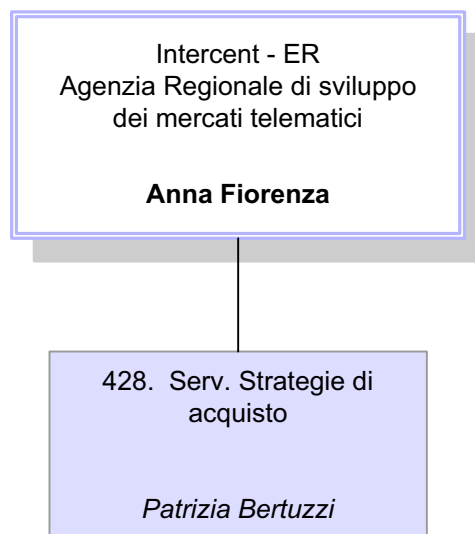 Intercent - ER
Agenzia Regionale di sviluppo
dei mercati telematici
Anna Fiorenza
428. Serv. Strategie di
acquisto
Patrizia Bertuzzi